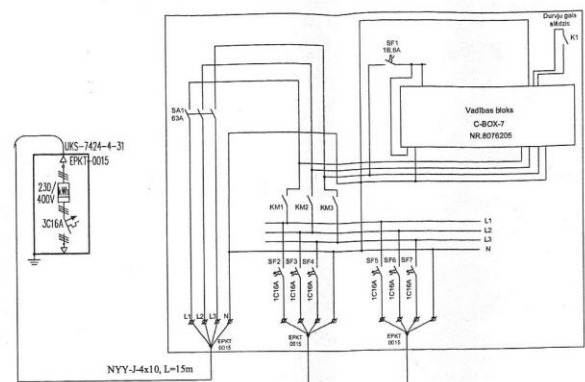 Durvju gala
slēdzis
K1
SF1
1B,6A
Vadības bloks
C-BOX-7
NR.8076205
SA1
63A
UKS-7424-4-31
EPKT-0015
230/
400V
kWh
3C16A
KM1
KM2
KM3
L1
L2
L3
N
SF2
SF3
SF4
SF5
SF6
SF7
1C16A
1C16A
1C16A
1C16A
1C16A
1C16A
L1
L2
L3
N
EPKT
0015
EPKT
0015
EPKT
0015
NYY-J-4x10, L=15m